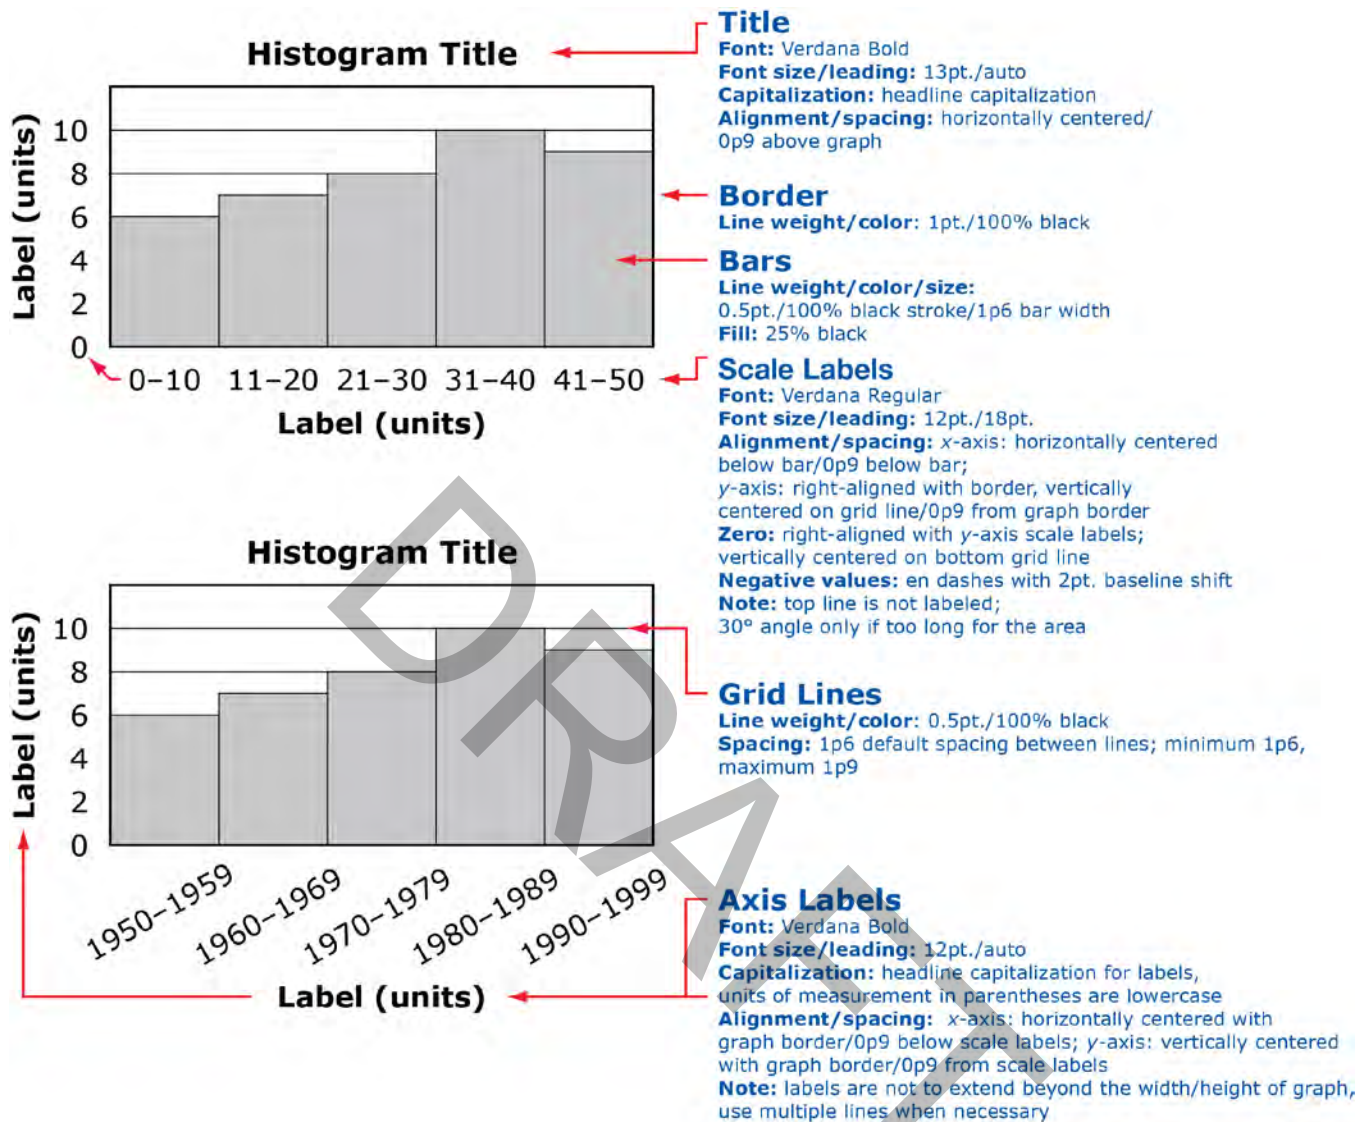 Histogram Title
Label (units)
10
8
6
4
2
0
0–10 11–20 21–30 31–40 41–50
Label (units)
Histogram Title
Label (units)
10
8
6
4
2
0
1950–1959 1960–1969 1970–1979 1980–1989 1990–1999
Label (units)
Title
Font: Verdana Bold
Font size/leading: 13pt./auto
Capitalization: headline capitalization
Alignment/spacing: horizontally centered/
0p9 above graph
Border
Line weight/color: 1pt./100% black
Bars
Line weight/color/size:
0.5pt./100% black stroke/1p6 bar width
Fill: 25% black
Scale Labels
Font: Verdana Regular
Font size/leading: 12pt./18pt.
Alignment/spacing: x-axis: horizontally centered
below bar/0p9 below bar;
y-axis: right-aligned with border, vertically
centered on grid line/0p9 from graph border
Zero: right-aligned with y-axis scale labels;
vertically centered on bottom grid line
Negative values: en dashes with 2pt. baseline shift
Note: top line is not labeled;
30° angle only if too long for the area
Grid Lines
Line weight/color: 0.5pt./100% black
Spacing: 1p6 default spacing between lines; minimum 1p6,
maximum 1p9
Axis Labels
Font: Verdana Bold
Font size/leading: 12pt./auto
Capitalization: headline capitalization for labels,
units of measurement in parentheses are lowercase
Alignment/spacing: x-axis: horizontally centered with
graph border/0p9 below scale labels; y-axis: vertically centered
with graph border/0p9 from scale labels
Note: labels are not to extend beyond the width/height of graph,
use multiple lines when necessary
DRAFT